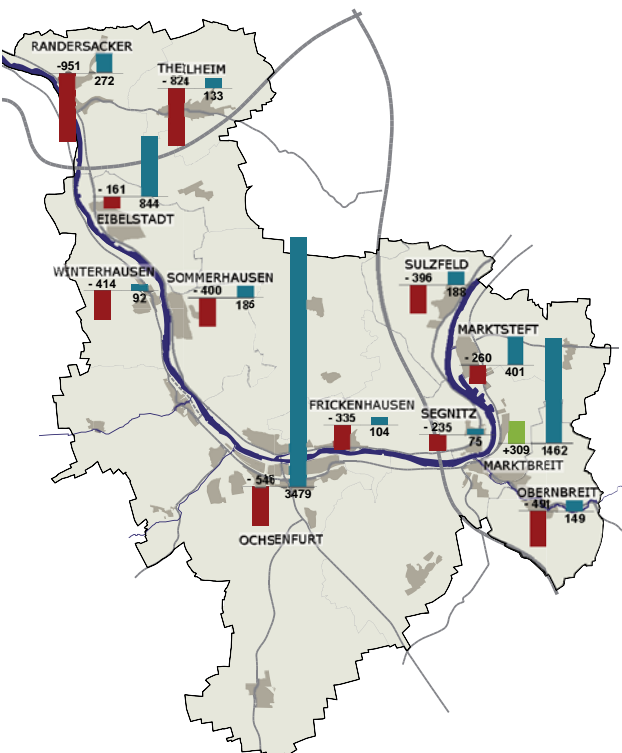 RANDERSACKER
-951
272
THEILHEIM
- 824
133
- 161
844
EIBELSTADT
WINTERHAUSEN
- 414
92
SOMMERHAUSEN
- 400
186
SULZFELD
- 396
188
MARKTSTEFT
- 260
401
FRICKENHAUSEN
- 335
104
SEGNITZ
- 235
75
+309
1462
MARKTBREIT
- 546
3479
OCHSENFURT
OBERNBREIT
- 491
149